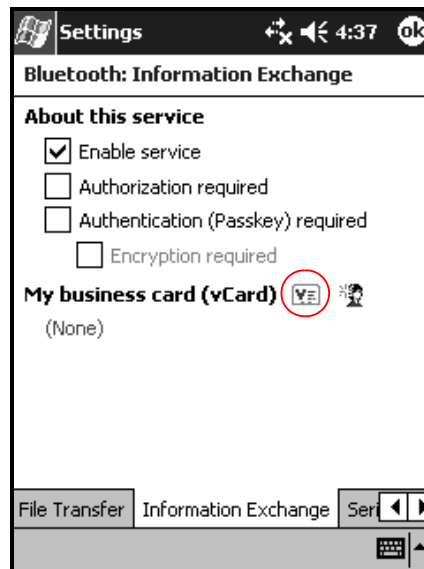 Settings 4:37 ok
Bluetooth: Information Exchange
About this service
Enable service
Authorization required
Authentication (Passkey) required
Encryption required
My business card (vCard)
(None)
File Transfer Information Exchange Seri